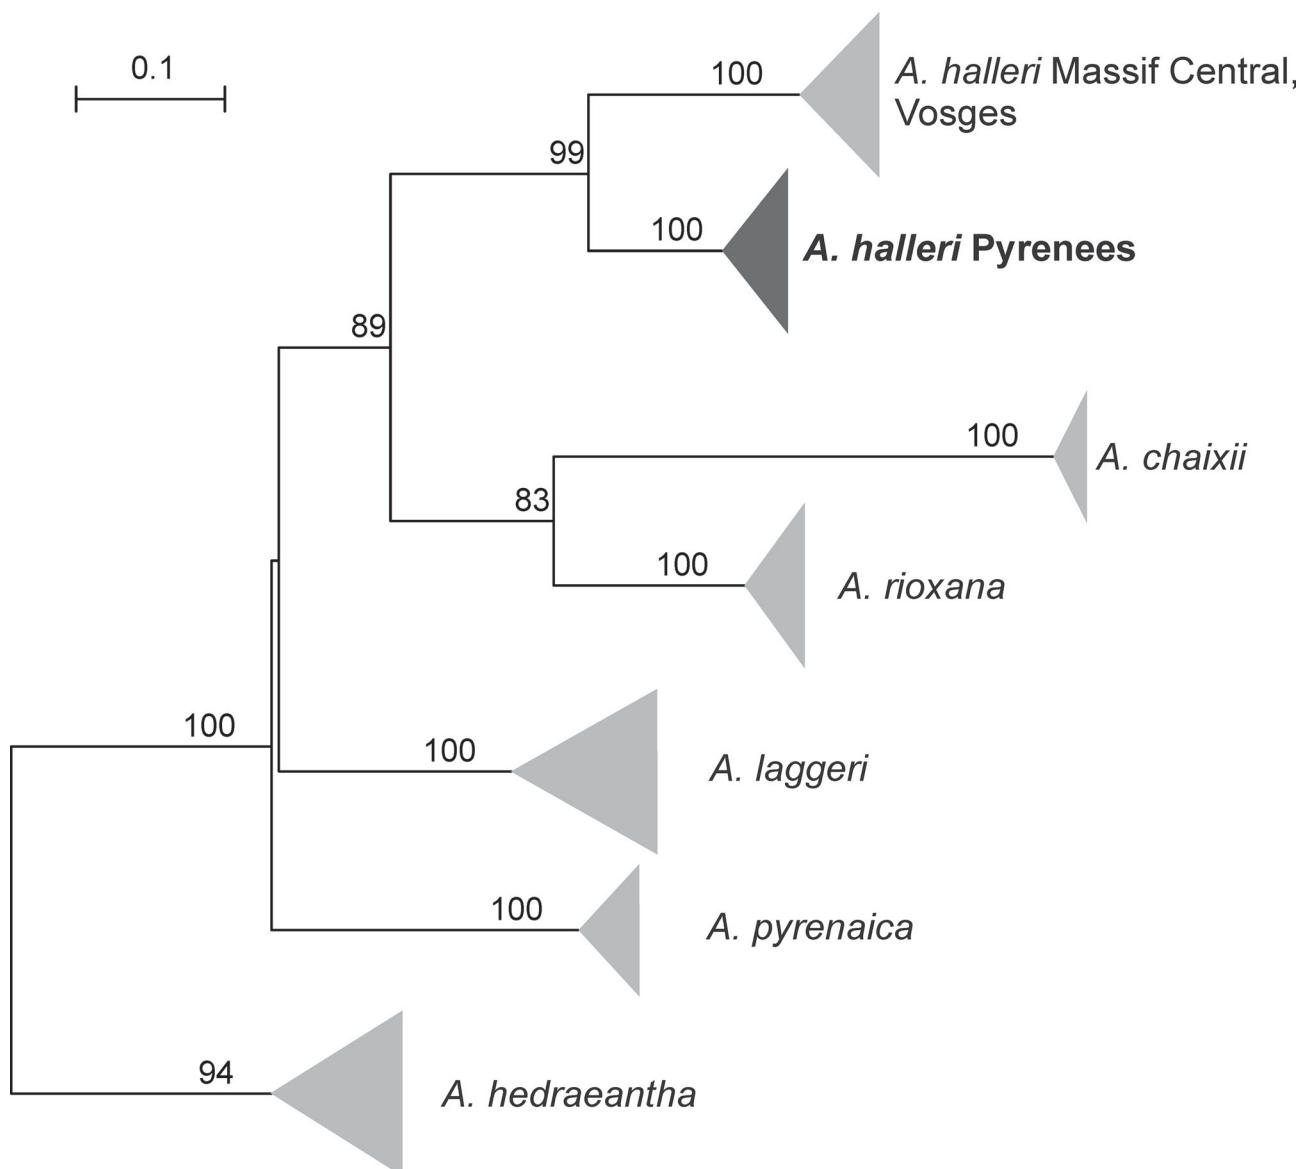 0.1
100
A. halleri Massif Central,
Vosges
99
100
A. halleri Pyrenees
89
100
A. chaixii
83
100
A. rioxana
100
100
A. laggeri
100
A. pyrenaica
94
A. hedraeantha